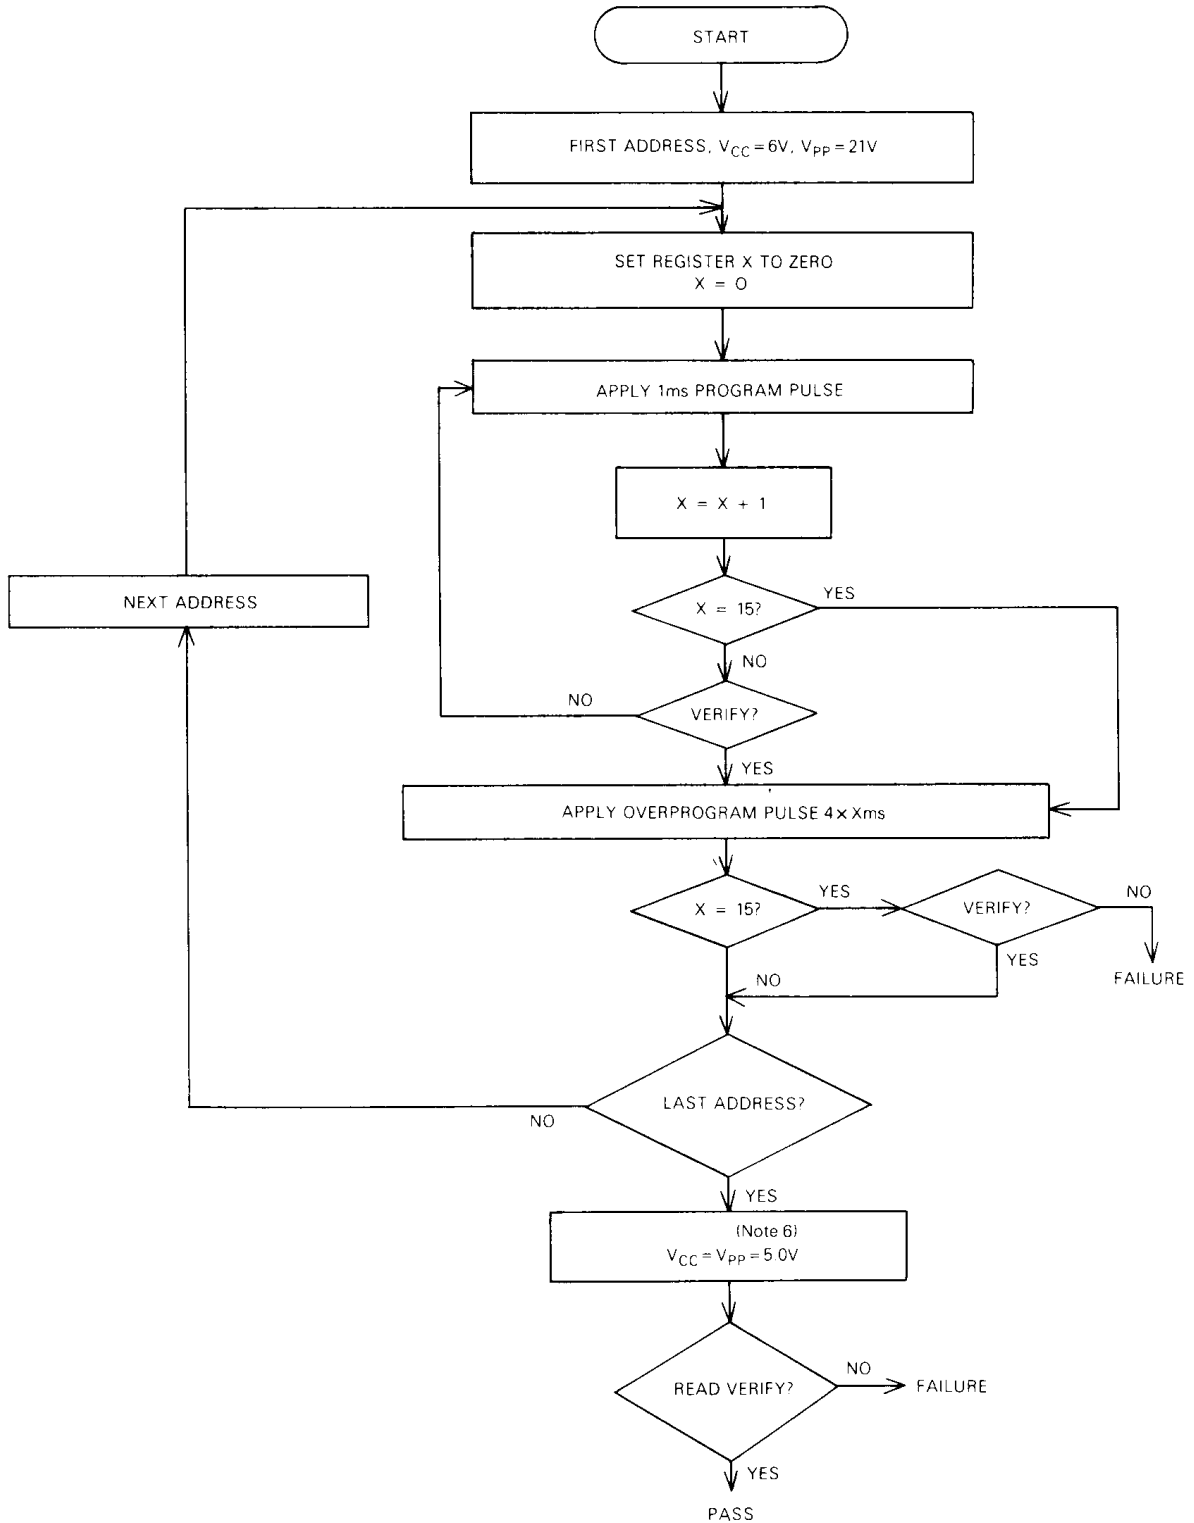 START
FIRST ADDRESS, VCC=6V, VPP=21V
SET REGISTER X TO ZERO
X = 0
APPLY 1ms PROGRAM PULSE
X = X + 1
NEXT ADDRESS
X = 15?
YES
NO
VERIFY?
NO
YES
APPLY OVERPROGRAM PULSE 4×Xms
X = 15?
YES
VERIFY?
NO
YES
FAILURE
NO
LAST ADDRESS?
NO
YES
(Note 6)
VCC=VPP=5.0V
READ VERIFY?
NO
FAILURE
YES
PASS